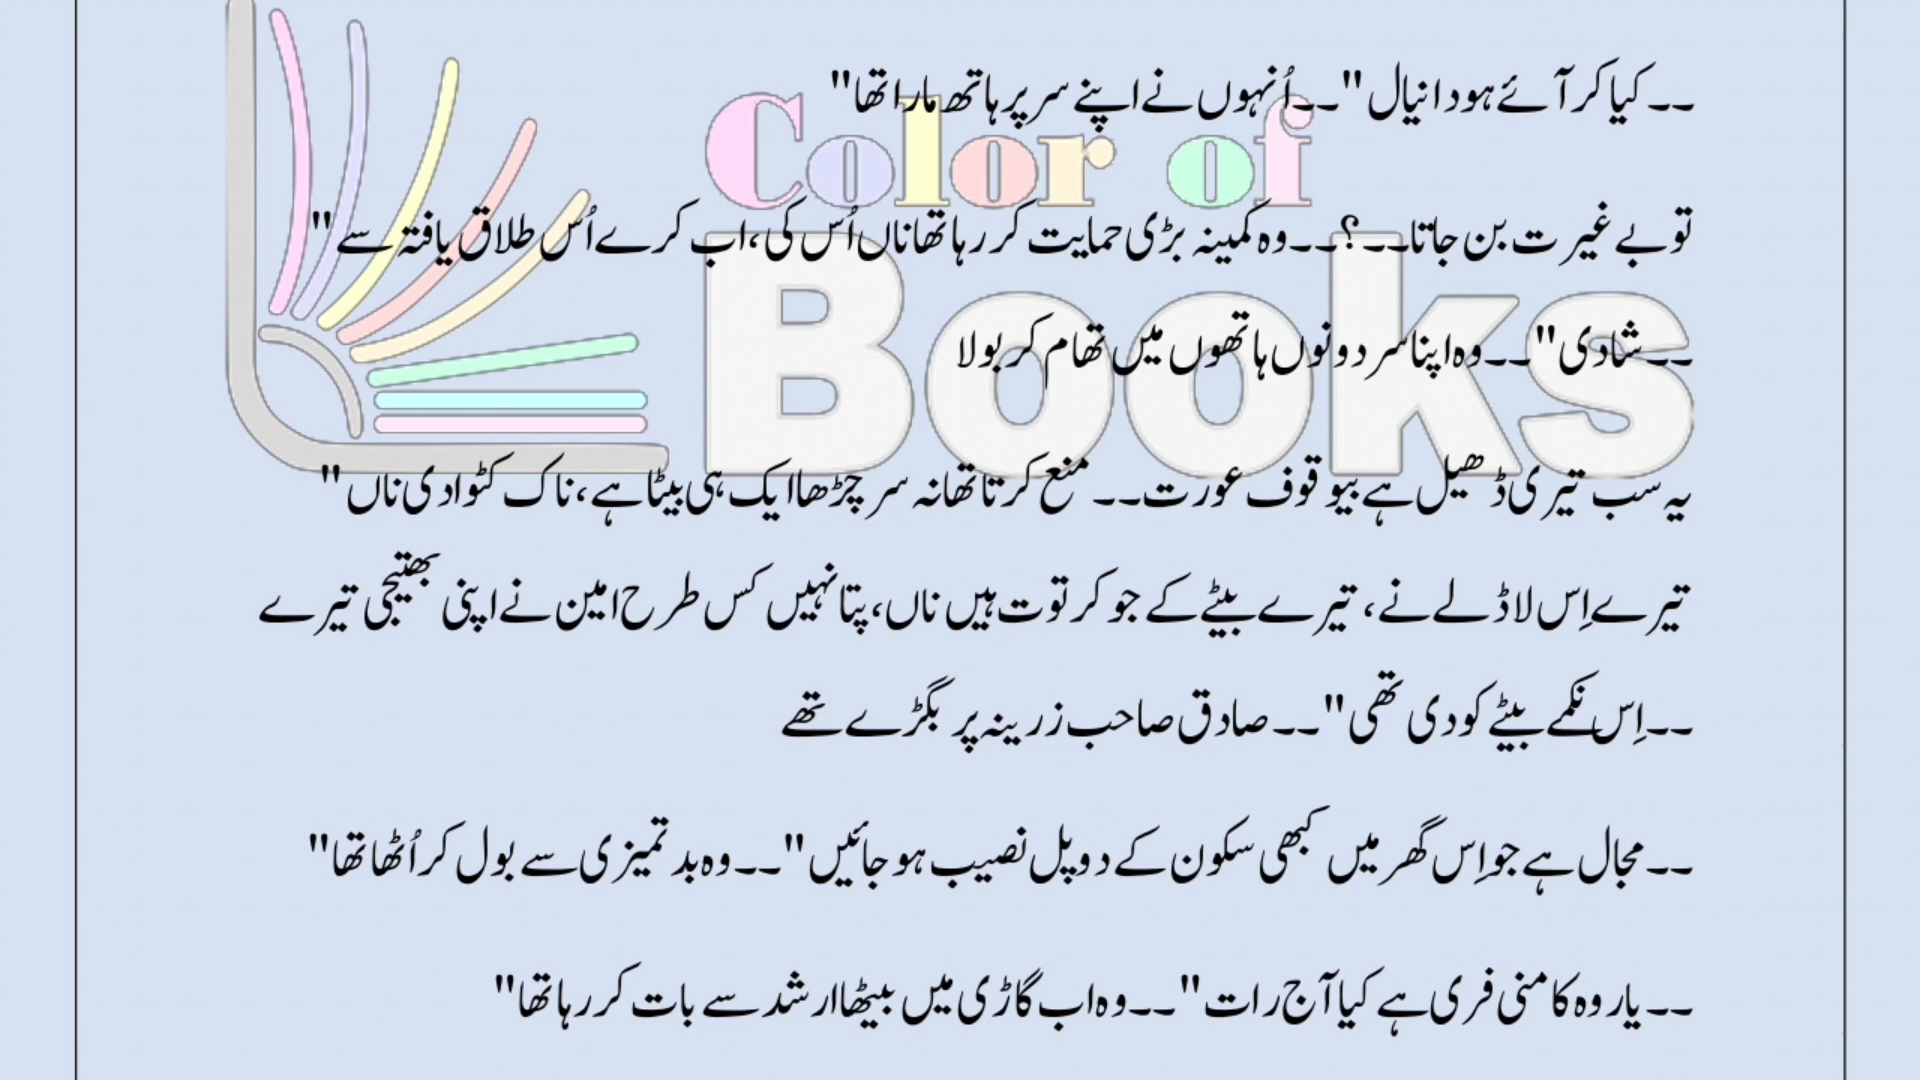 ۔۔ کیا کر آئے ہو دانیال "۔۔ اُنہوں نے اپنے سر پر ہاتھ مارا تھا"
Color of
تو بے غیرت بن جاتا۔۔؟۔۔ وہ کمینہ بڑی حمایت کر رہا تھا ناں اُس کی، اب کرے اُس طلاق یافتہ سے "
Books
۔۔ شادی "۔۔ وہ اپنا سر دونوں ہاتھوں میں تھام کر بولا
یہ سب تیری ڈھیل ہے بیوقوف عورت۔۔ منع کرتا تھا نہ سر چڑھا ایک ہی بیٹا ہے، ناک کٹوا دی ناں "
تیرے اِس لاڈلے نے، تیرے بیٹے کے جو کرتوت ہیں ناں، پتا نہیں کس طرح امین نے اپنی بھتیجی تیرے
۔۔ اِس نکمے بیٹے کو دی تھی "۔۔ صادق صاحب زرینہ پر بگڑے تھے
۔۔ مجال ہے جو اِس گھر میں کبھی سکون کے دو پل نصیب ہو جائیں "۔۔ وہ بدتمیزی سے بول کر اُٹھا تھا"
۔۔ یار وہ کامنی فری ہے کیا آج رات "۔۔ وہ اب گاڑی میں بیٹھا ارشد سے بات کر رہا تھا"